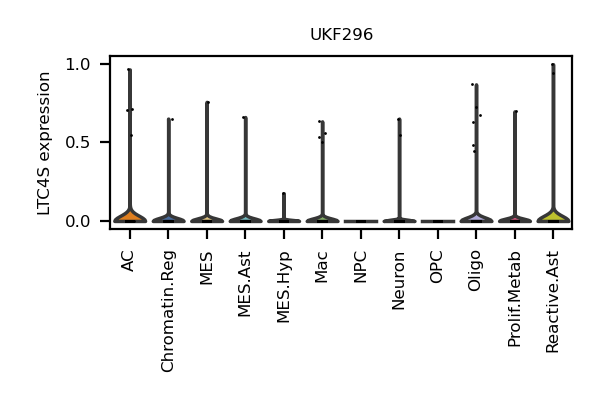 UKF296
LTC4S expression
1.0
0.5
0.0
AC
Chromatin.Reg
MES
MES.Ast
MES.Hyp
Mac
NPC
Neuron
OPC
Oligo
Prolif.Metab
Reactive.Ast